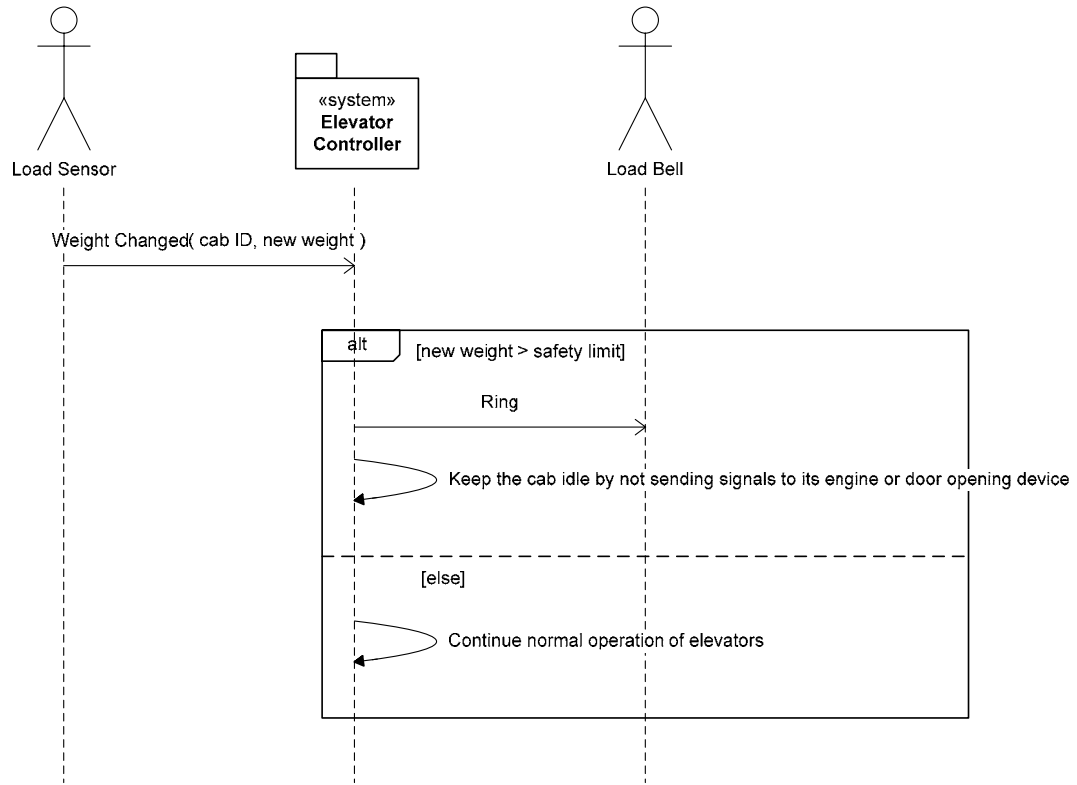 Load Sensor
«system»
Elevator
Controller
Load Bell
Weight Changed( cab ID, new weight )
alt
[new weight > safety limit]
Ring
Keep the cab idle by not sending signals to its engine or door opening device
[else]
Continue normal operation of elevators